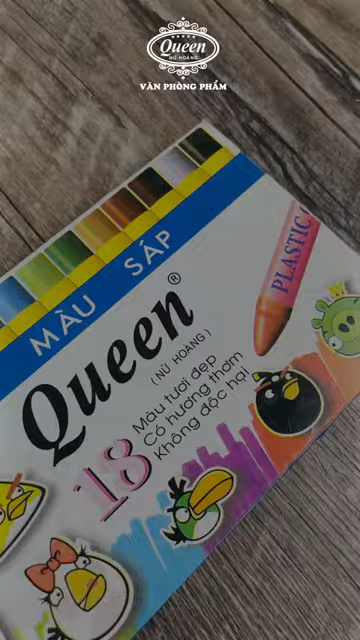 Queen
NỮ HOÀNG
VĂN PHÒNG PHẨM
MÀU SÁP
Queen®
(NỮ HOÀNG)
PLASTIC
18
Màu tươi đẹp
Có hương thơm
Không độc hại